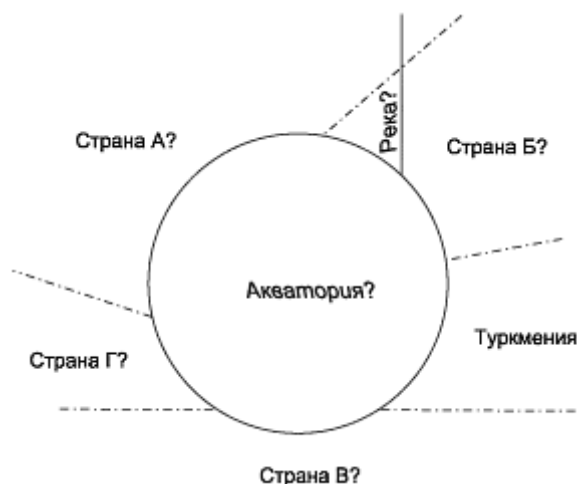 Река?
Страна А?
Страна Б?
Акватория?
Туркмения
Страна Г?
Страна В?